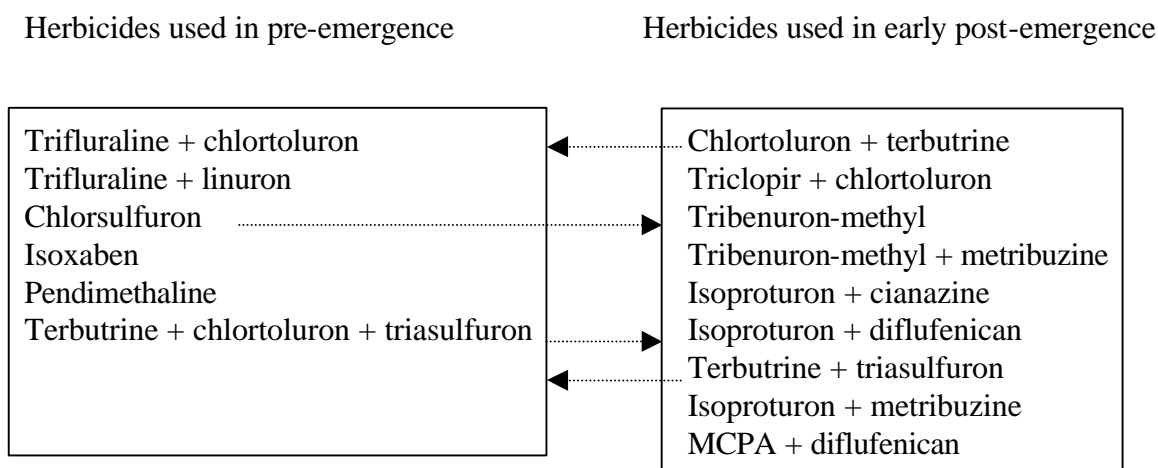 Herbicides used in pre-emergence
Herbicides used in early post-emergence
Trifluraline + chlortoluron
Trifluraline + linuron
Chlorsulfuron
Isoxaben
Pendimethaline
Terbutrine + chlortoluron + triasulfuron
Chlortoluron + terbutrine
Triclopir + chlortoluron
Tribenuron-methyl
Tribenuron-methyl + metribuzine
Isoproturon + cianazine
Isoproturon + diflufenican
Terbutrine + triasulfuron
Isoproturon + metribuzine
MCPA + diflufenican